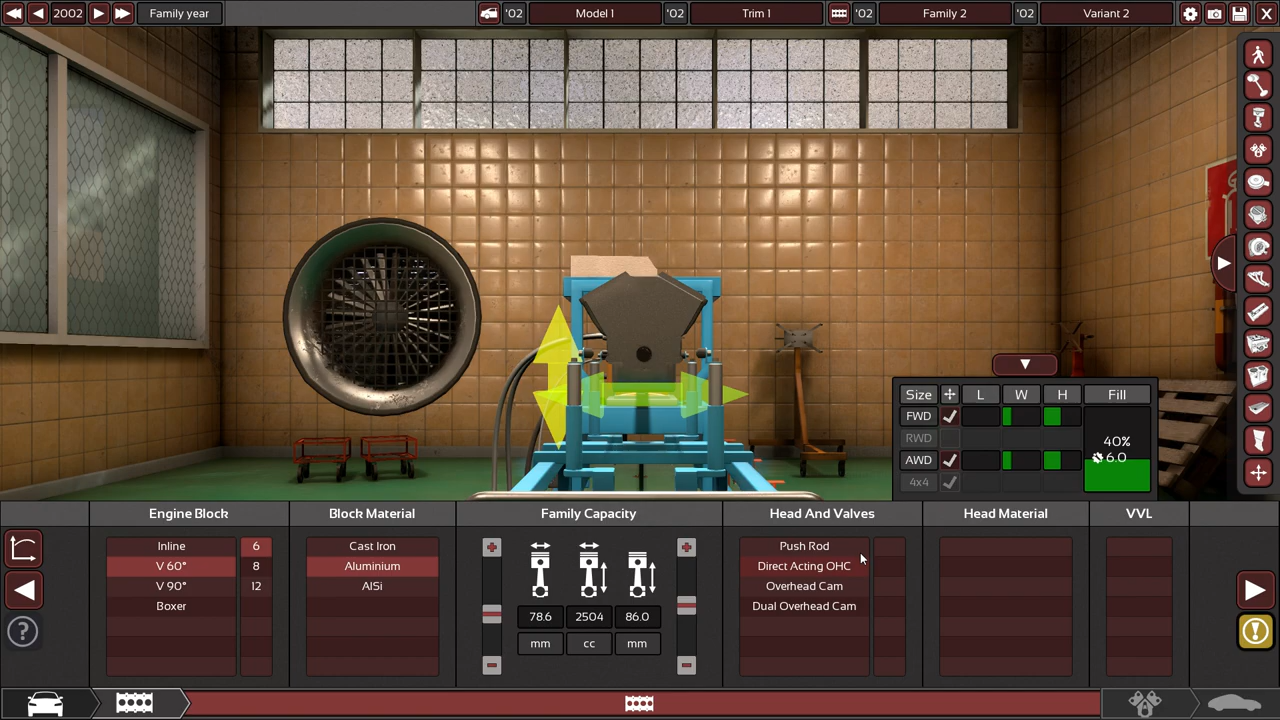 2002 Family year '02 Model 1 '02 Trim 1 '02 Family 2 '02 Variant 2
Size L W H Fill
FWD
RWD
AWD
4x4
40%
6.0
Engine Block Block Material Family Capacity Head And Valves Head Material VVL
Inline 6 Cast Iron Push Rod
V 60° 8 Aluminium Direct Acting OHC
V 90° 12 AlSi Overhead Cam
Boxer Dual Overhead Cam
78.6 2504 86.0
mm cc mm